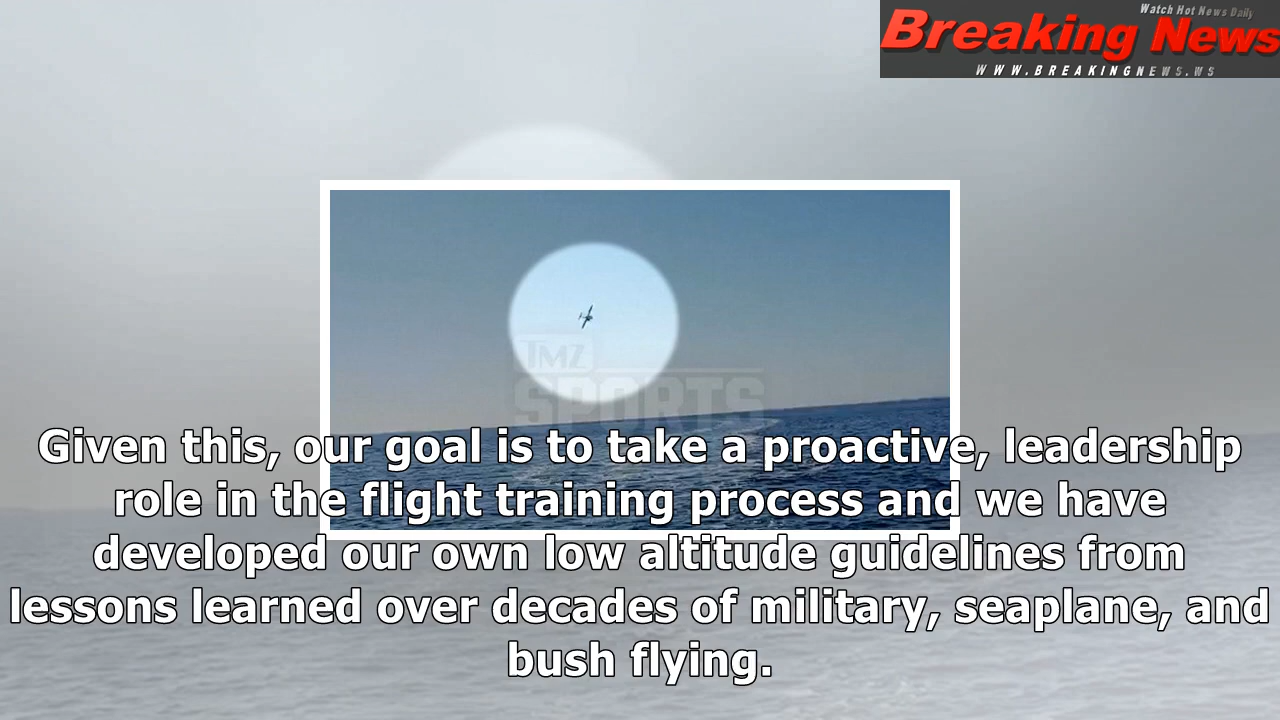 Watch Hot News Daily
Breaking News
WWW.BREAKINGNEWS.WS
TMZ
SPORTS
Given this, our goal is to take a proactive, leadership
role in the flight training process and we have
developed our own low altitude guidelines from
lessons learned over decades of military, seaplane, and
bush flying.